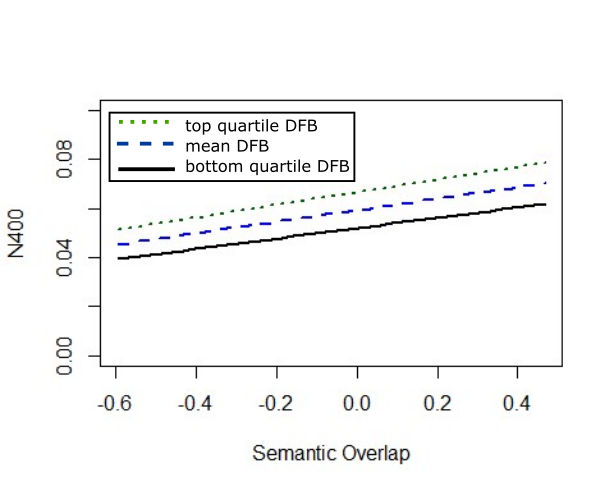 top quartile DFB
mean DFB
bottom quartile DFB
0.08
0.04
0.00
N400
-0.6 -0.4 -0.2 0.0 0.2 0.4
Semantic Overlap